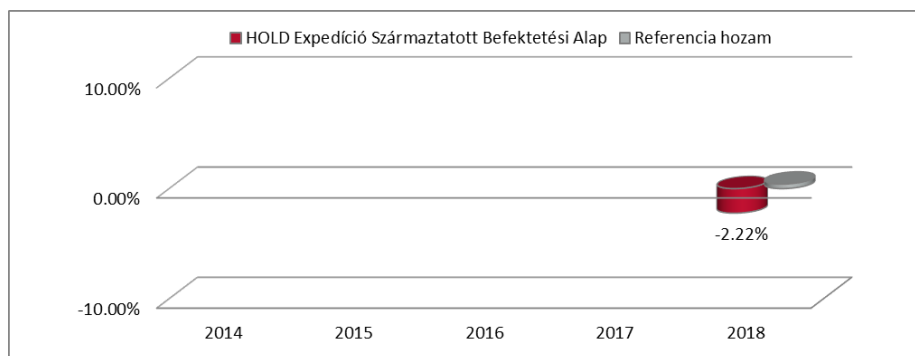 HOLD Expedíció Származtatott Befektetési Alap Referencia hozam
10.00%
0.00%
-2.22%
-10.00%
2014 2015 2016 2017 2018